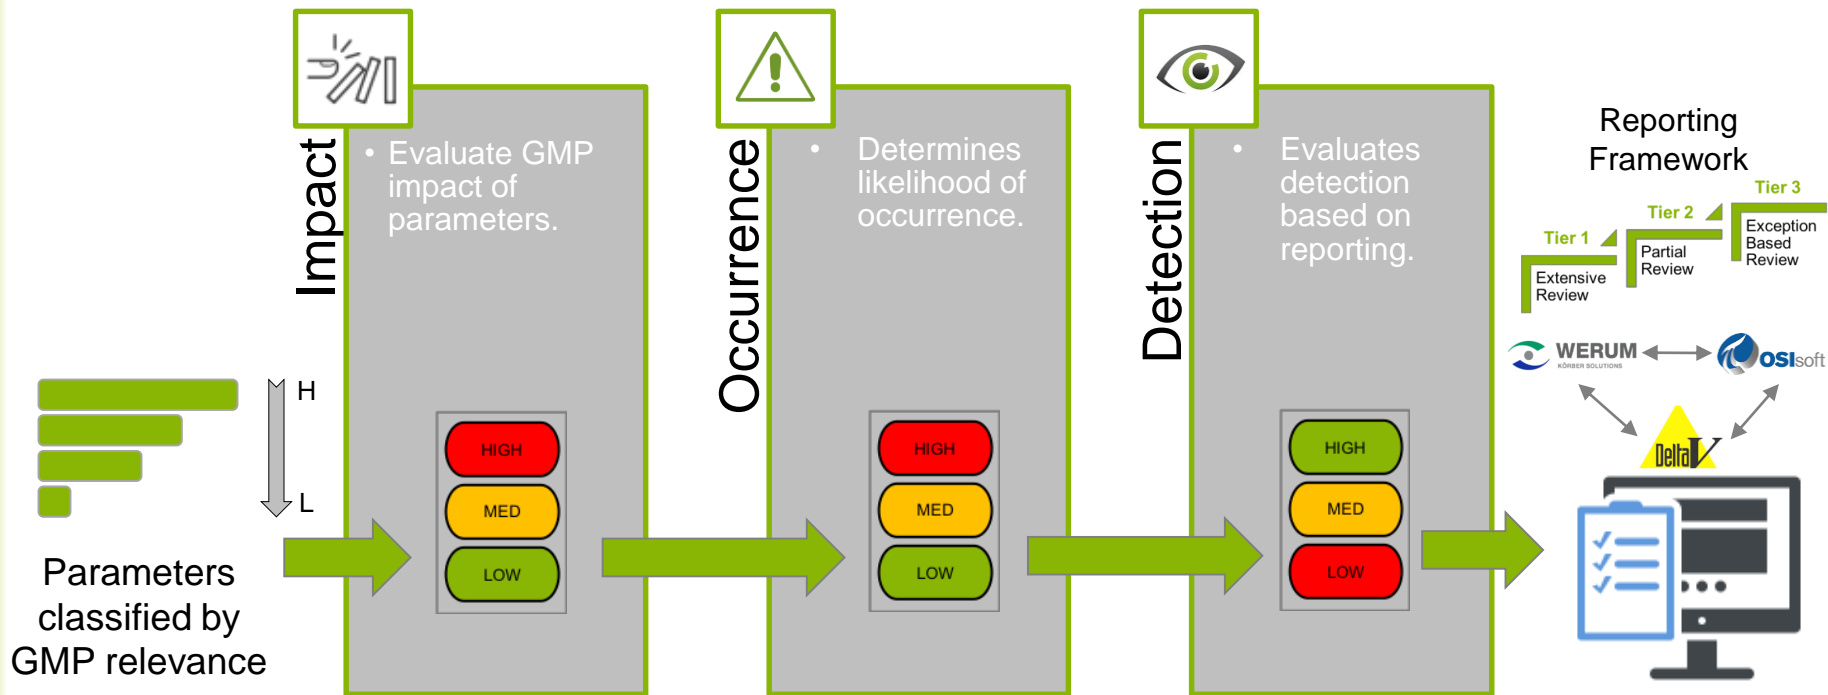 H
L
Parameters
classified by
GMP relevance
Impact
• Evaluate GMP
impact of
parameters.
HIGH
MED
LOW
Occurrence
• Determines
likelihood of
occurrence.
HIGH
MED
LOW
Detection
• Evaluates
detection
based on
reporting.
HIGH
MED
LOW
Reporting
Framework
Tier 1
Extensive
Review
Tier 2
Partial
Review
Tier 3
Exception
Based
Review
WERUM
KÖRBER SOLUTIONS
OSIsoft
DeltaV